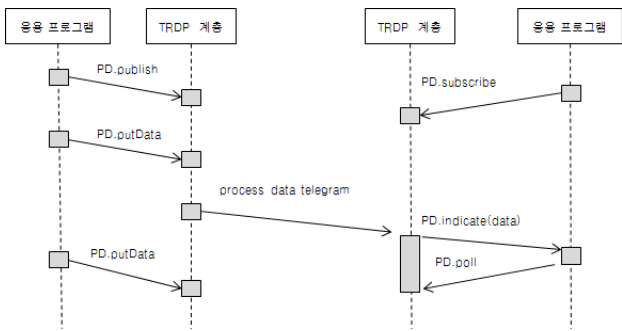 응용 프로그램
TRDP 계층
TRDP 계층
응용 프로그램
PD.publish
PD.subscribe
PD.putData
PD.putData
process data telegram
PD.indicate(data)
PD.poll